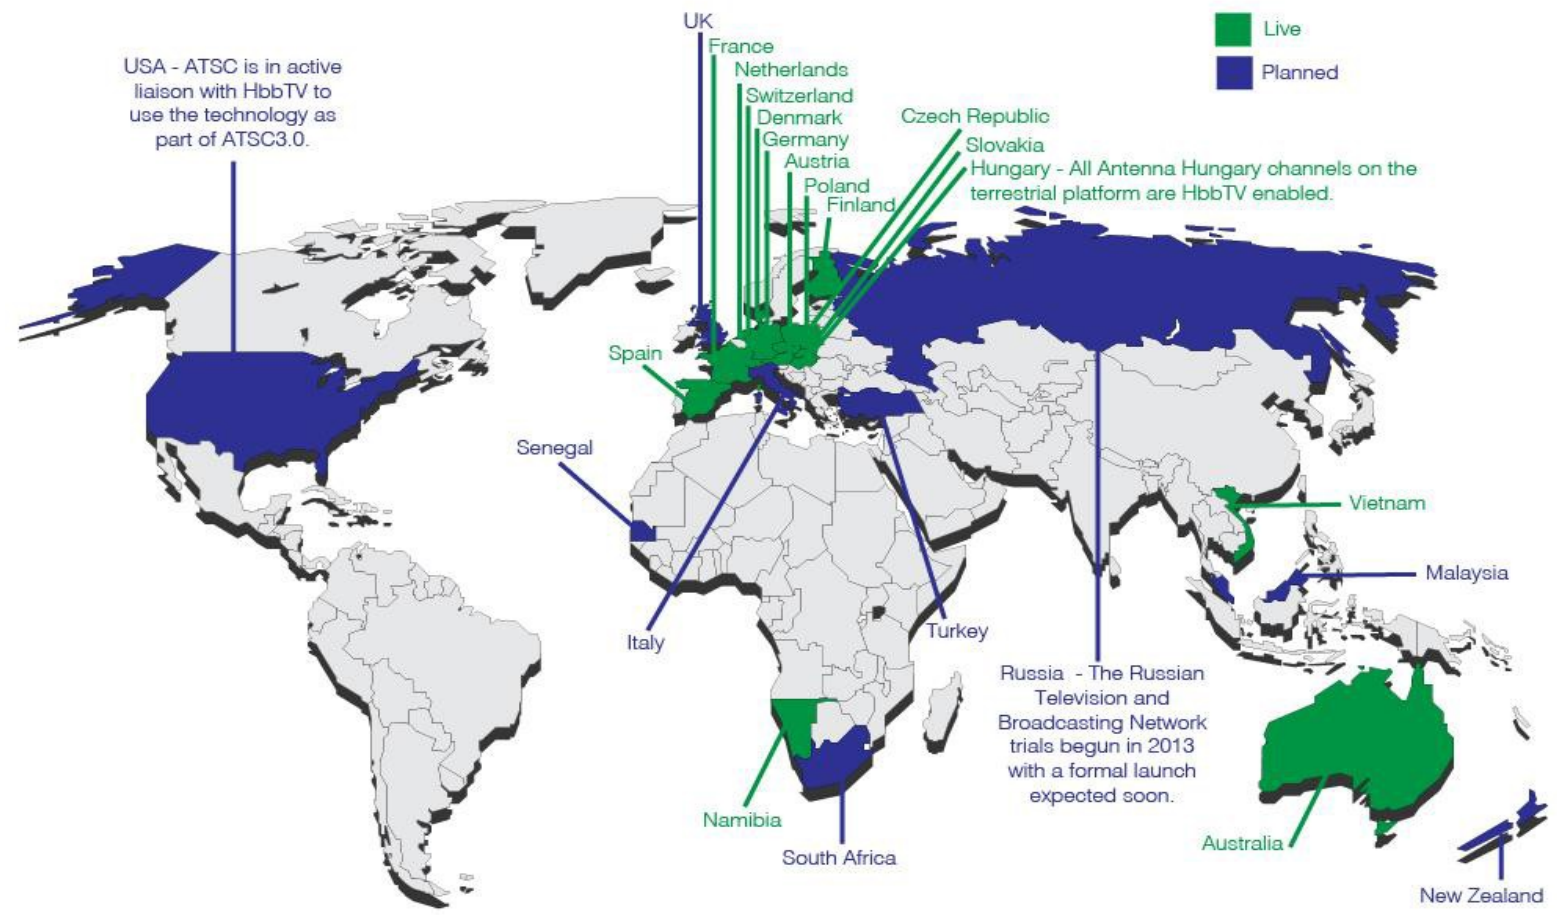 UK
Live
France
USA - ATSC is in active
liaison with HbbTV to
use the technology as
part of ATSC3.0.
Netherlands
Planned
Switzerland
Denmark
Czech Republic
Germany
Slovakia
Austria
Hungary - All Antenna Hungary channels on the
terrestrial platform are HbbTV enabled.
Poland
Finland
Spain
Senegal
Vietnam
Malaysia
Italy
Turkey
Russia - The Russian
Television and
Broadcasting Network
trials begun in 2013
with a formal launch
expected soon.
Namibia
Australia
South Africa
New Zealand